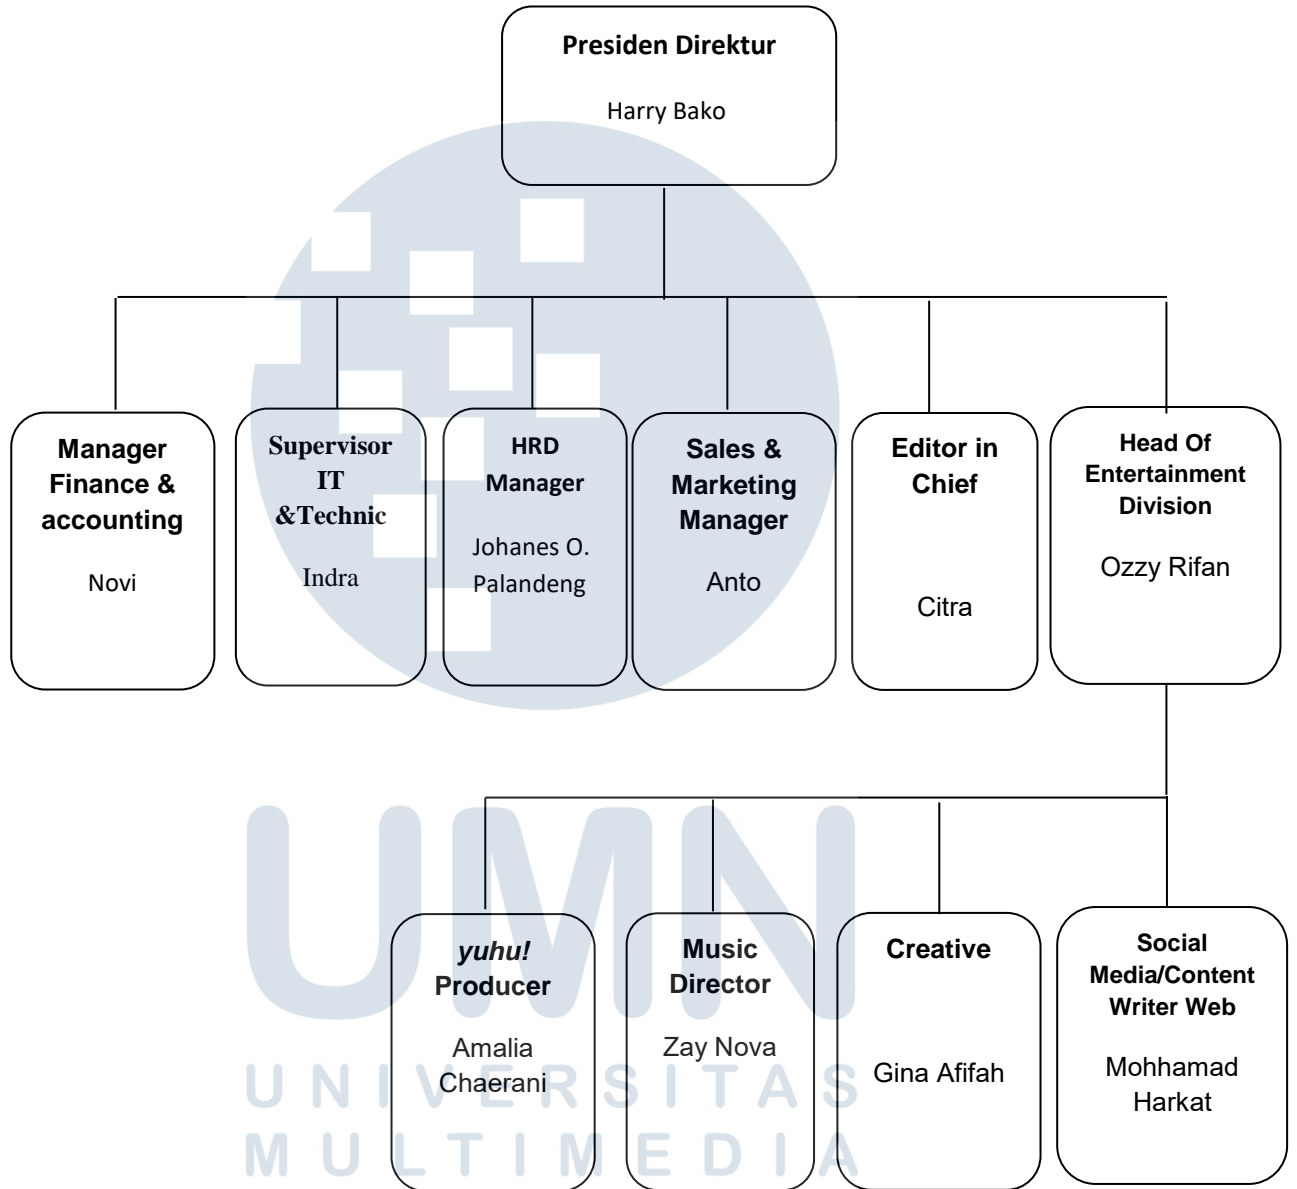 Presiden Direktur
Harry Bako
Manager
Finance &
accounting
Novi
Supervisor
IT
&Technic
Indra
HRD
Manager
Johanes O.
Palandeng
Sales &
Marketing
Manager
Anto
Editor in
Chief
Citra
Head Of
Entertainment
Division
Ozzy Rifan
yuhu!
Producer
Amalia
Chaerani
Music
Director
Zay Nova
Creative
Gina Afifah
Social
Media/Content
Writer Web
Mohhamad
Harkat
UMN
UNIVERSITAS
MULTIMEDIA